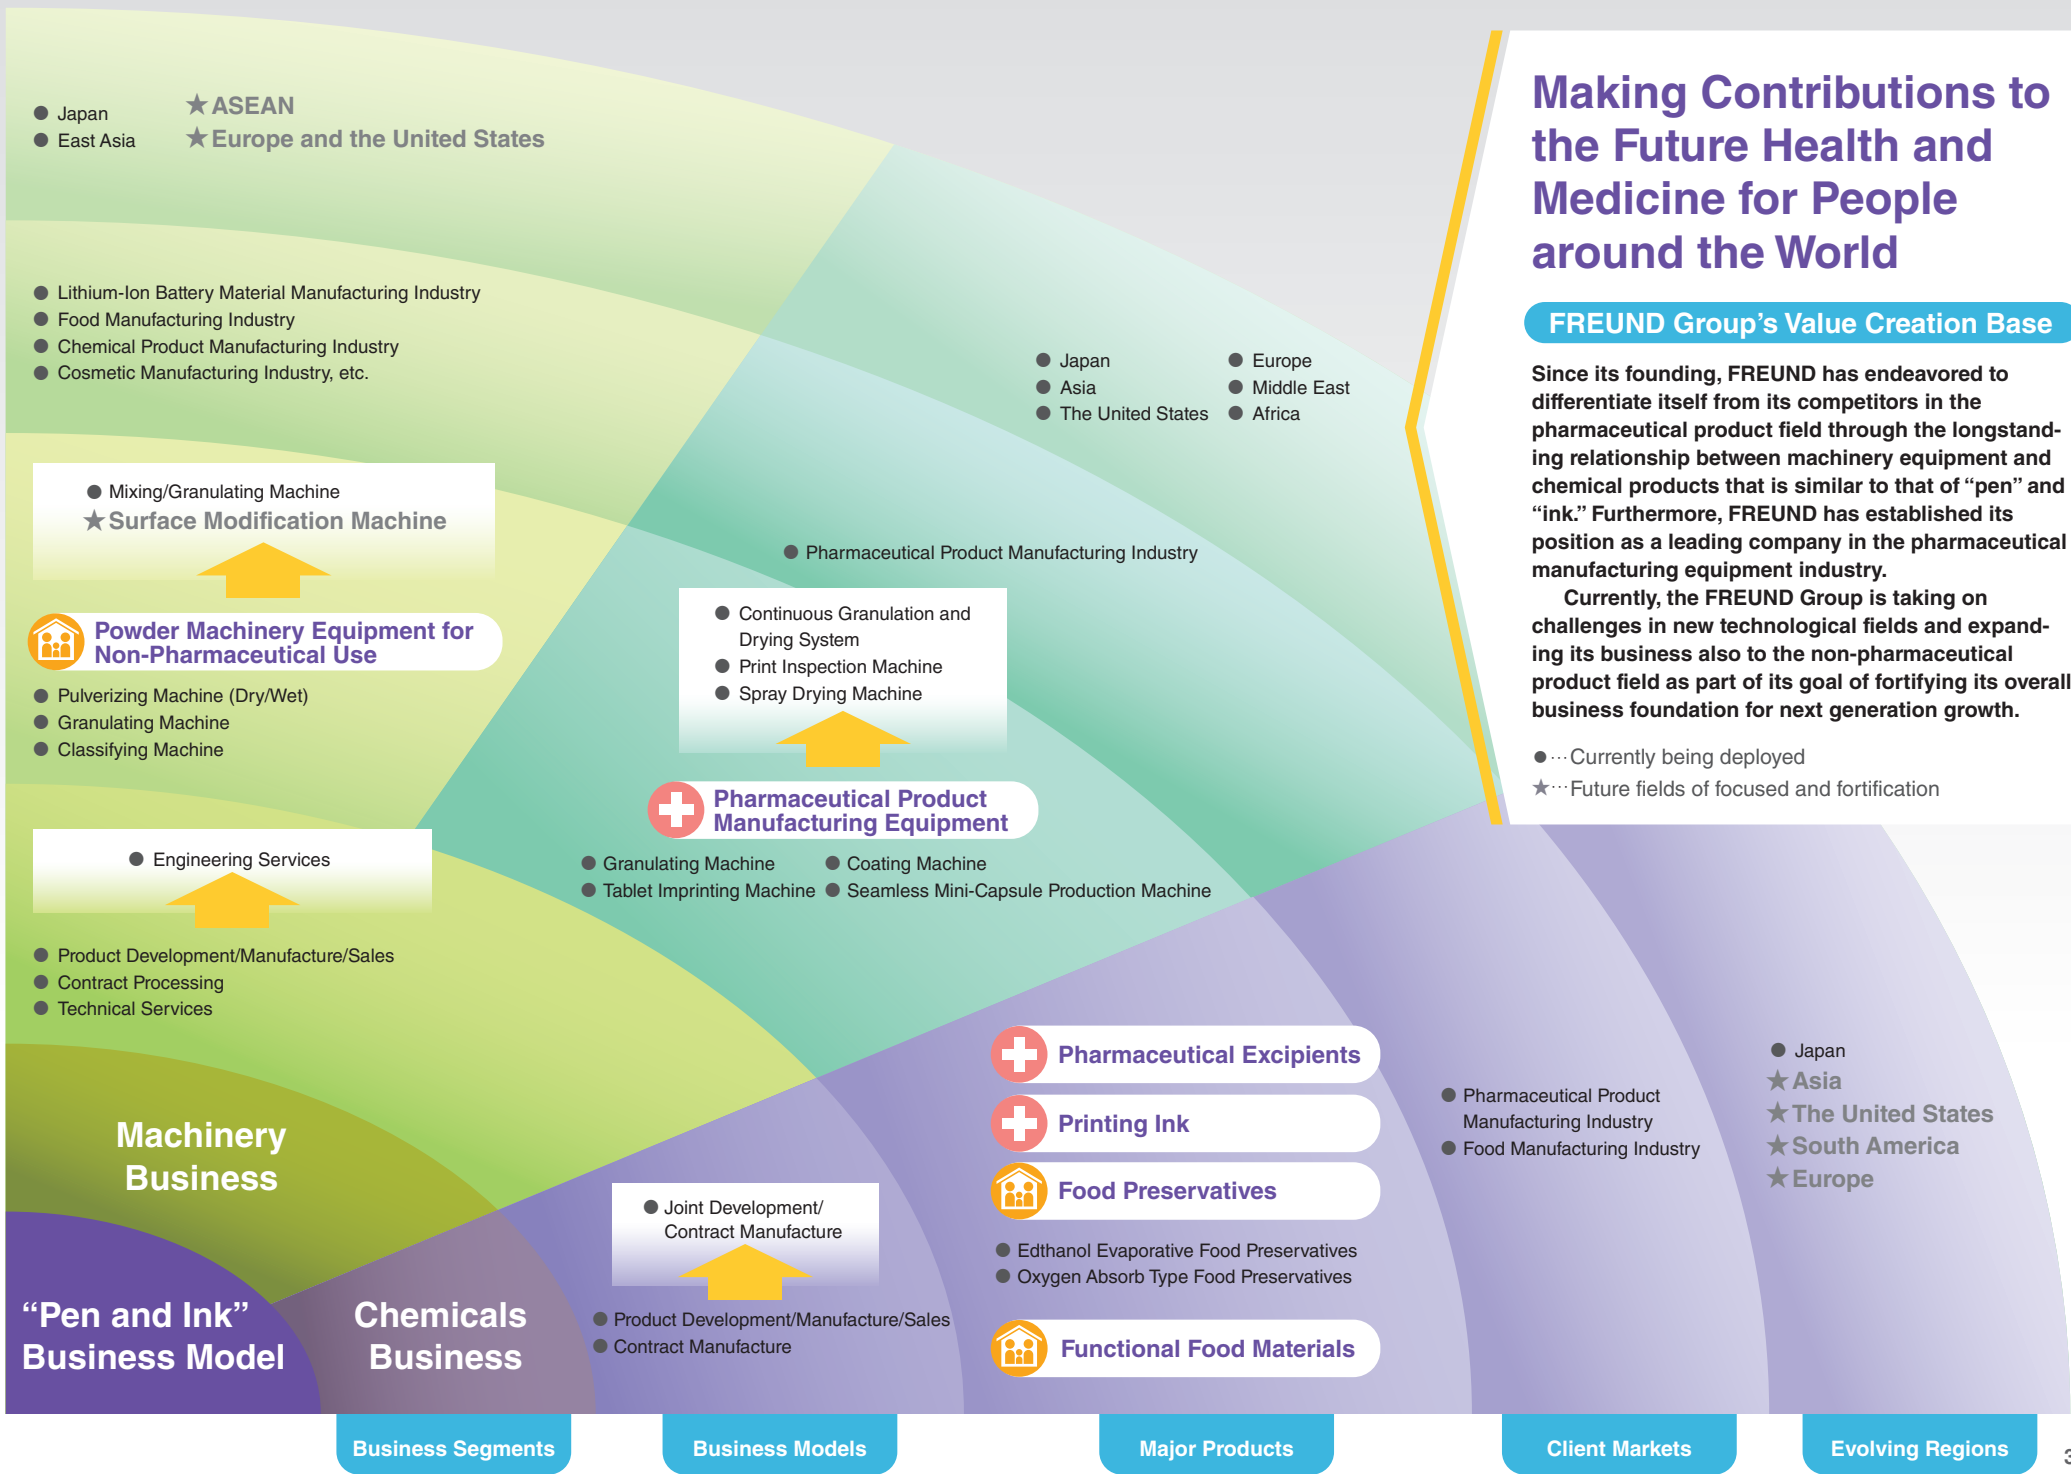 Making Contributions to
the Future Health and
Medicine for People
around the World
FREUND Group's Value Creation Base
Since its founding, FREUND has endeavored to
differentiate itself from its competitors in the
pharmaceutical product field through the longstand-
ing relationship between machinery equipment and
chemical products that is similar to that of “pen” and
“ink.” Furthermore, FREUND has established its
position as a leading company in the pharmaceutical
manufacturing equipment industry.
Currently, the FREUND Group is taking on
challenges in new technological fields and expand-
ing its business also to the non-pharmaceutical
product field as part of its goal of fortifying its overall
business foundation for next generation growth.
●…Currently being deployed
★…Future fields of focused and fortification
● Japan
● East Asia
★ ASEAN
★ Europe and the United States
● Lithium-Ion Battery Material Manufacturing Industry
● Food Manufacturing Industry
● Chemical Product Manufacturing Industry
● Cosmetic Manufacturing Industry, etc.
● Mixing/Granulating Machine
★ Surface Modification Machine
Powder Machinery Equipment for
Non-Pharmaceutical Use
● Pulverizing Machine (Dry/Wet)
● Granulating Machine
● Classifying Machine
● Engineering Services
● Product Development/Manufacture/Sales
● Contract Processing
● Technical Services
Machinery
Business
“Pen and Ink”
Business Model
Chemicals
Business
● Japan
● Asia
● The United States
● Europe
● Middle East
● Africa
● Pharmaceutical Product Manufacturing Industry
● Continuous Granulation and
Drying System
● Print Inspection Machine
● Spray Drying Machine
Pharmaceutical Product
Manufacturing Equipment
● Granulating Machine
● Tablet Imprinting Machine
● Coating Machine
● Seamless Mini-Capsule Production Machine
● Joint Development/
Contract Manufacture
● Product Development/Manufacture/Sales
● Contract Manufacture
Pharmaceutical Excipients
Printing Ink
Food Preservatives
● Edthanol Evaporative Food Preservatives
● Oxygen Absorb Type Food Preservatives
Functional Food Materials
● Pharmaceutical Product
Manufacturing Industry
● Food Manufacturing Industry
● Japan
★ Asia
★ The United States
★ South America
★ Europe
Business Segments
Business Models
Major Products
Client Markets
Evolving Regions